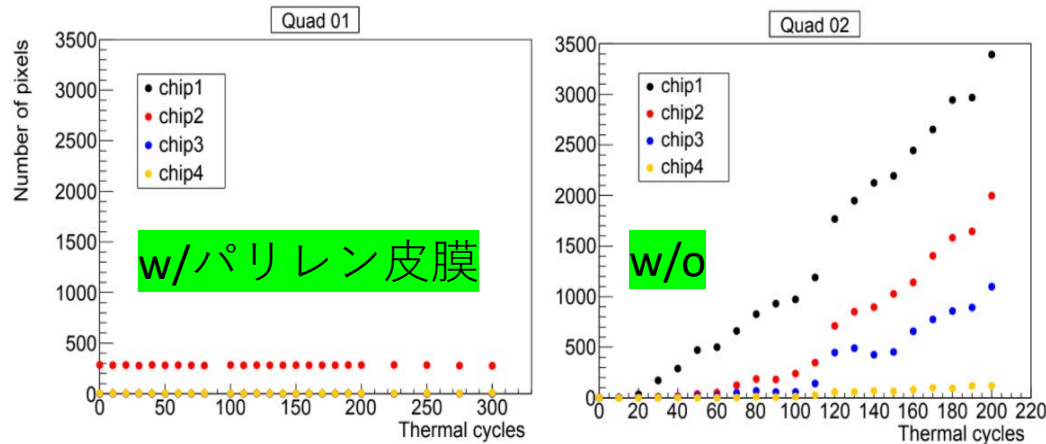 Quad 01
Number of pixels
3500
3000
2500
2000
1500
1000
500
0
chip1
chip2
chip3
chip4
w/パリレン皮膜
0 50 100 150 200 250 300
Thermal cycles
Quad 02
3500
3000
2500
2000
1500
1000
500
0
chip1
chip2
chip3
chip4
w/o
0 20 40 60 80 100 120 140 160 180 200 220
Thermal cycles